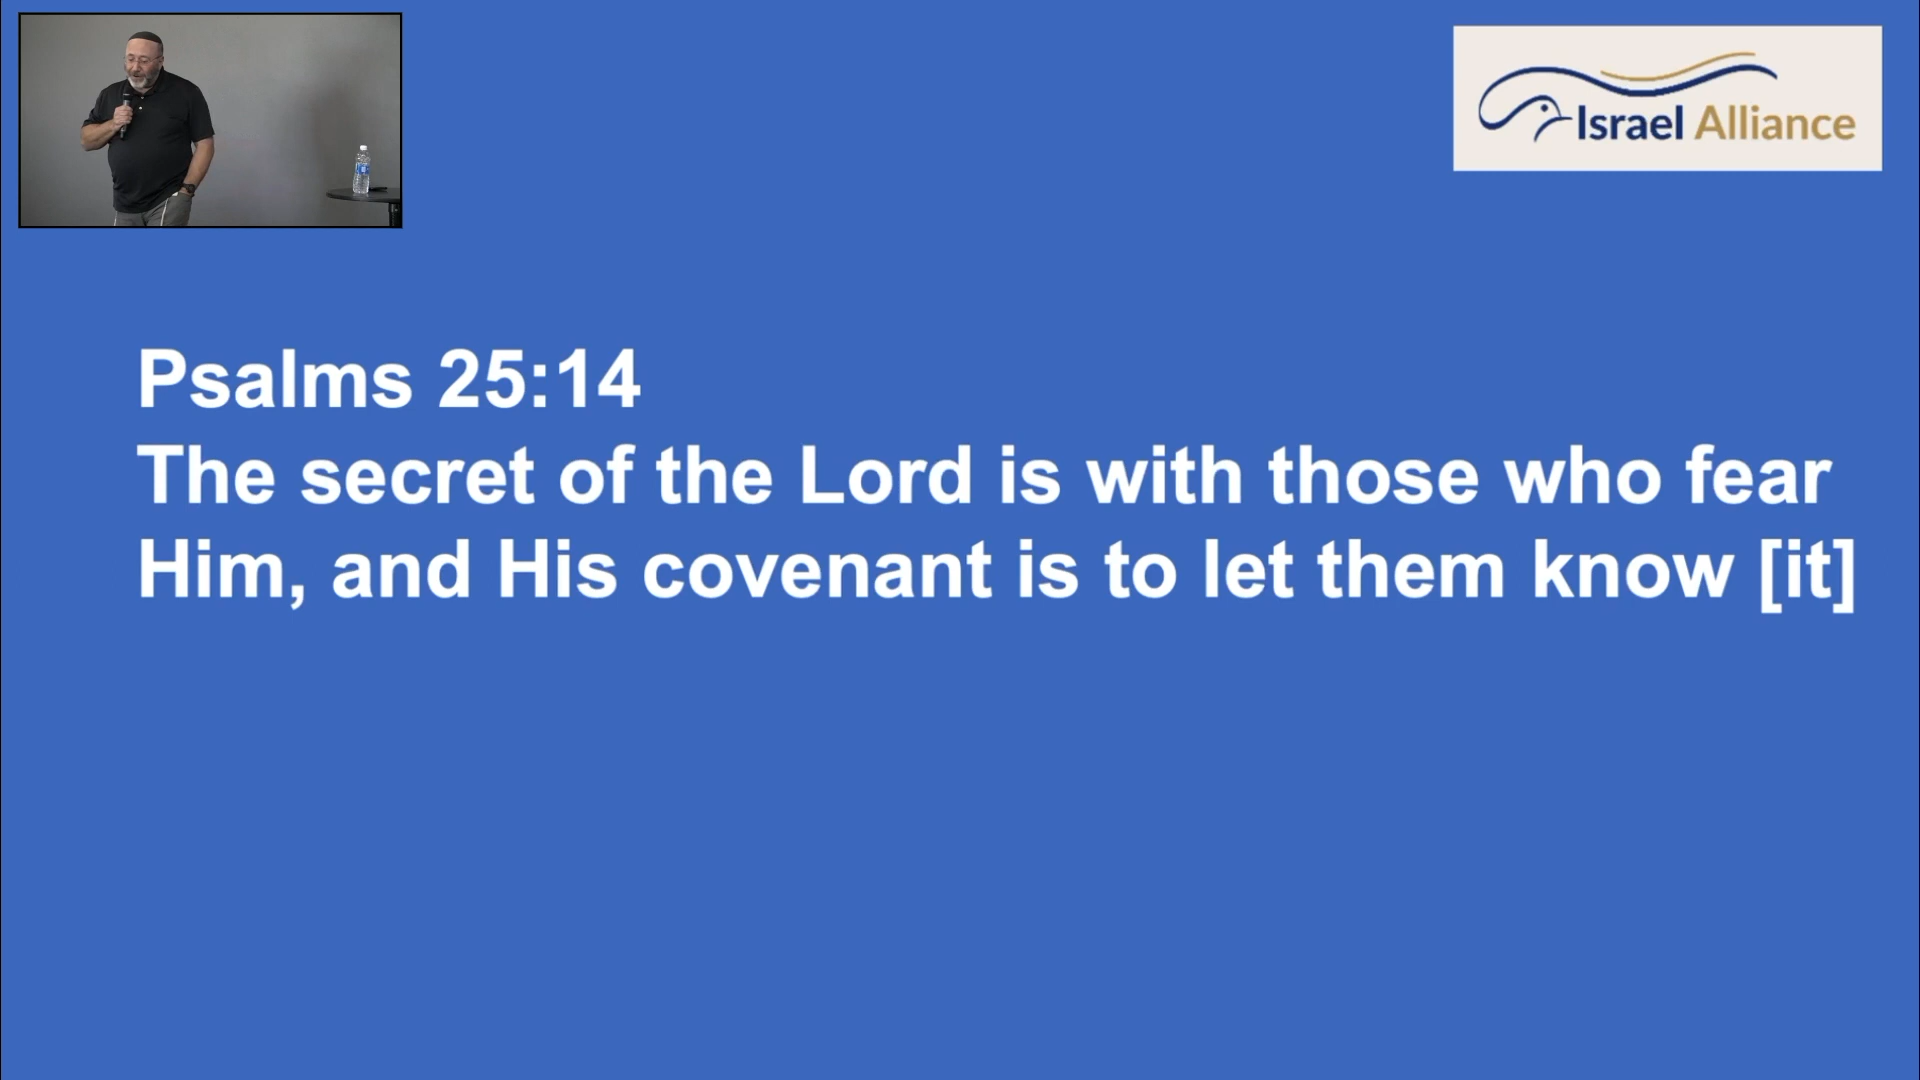 Israel Alliance
Psalms 25:14
The secret of the Lord is with those who fear
Him, and His covenant is to let them know [it]